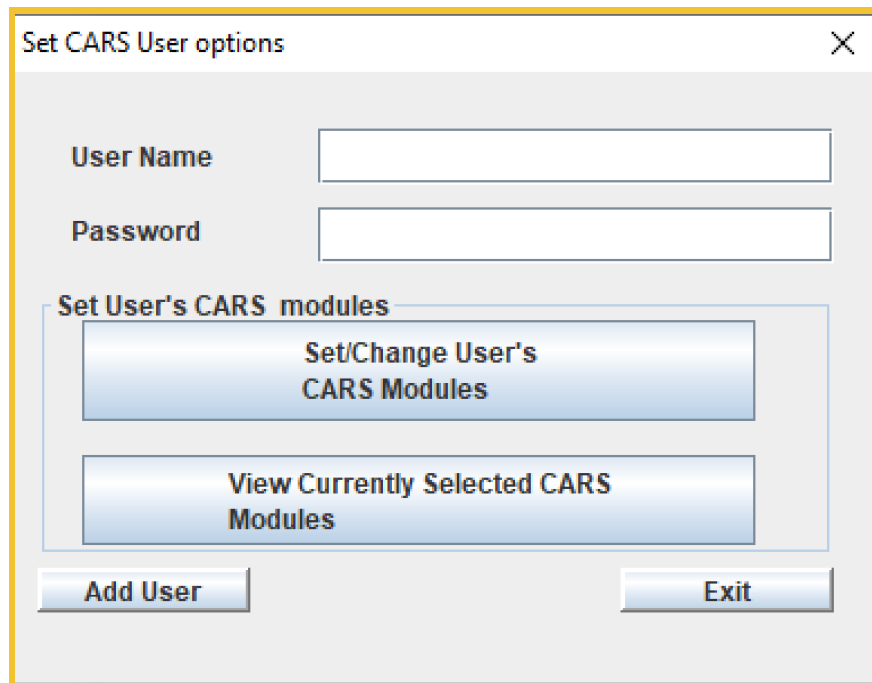 Set CARS User options
User Name
Password
Set User's CARS  modules
Set/Change User's
CARS Modules
View Currently Selected CARS
Modules
Add User
Exit